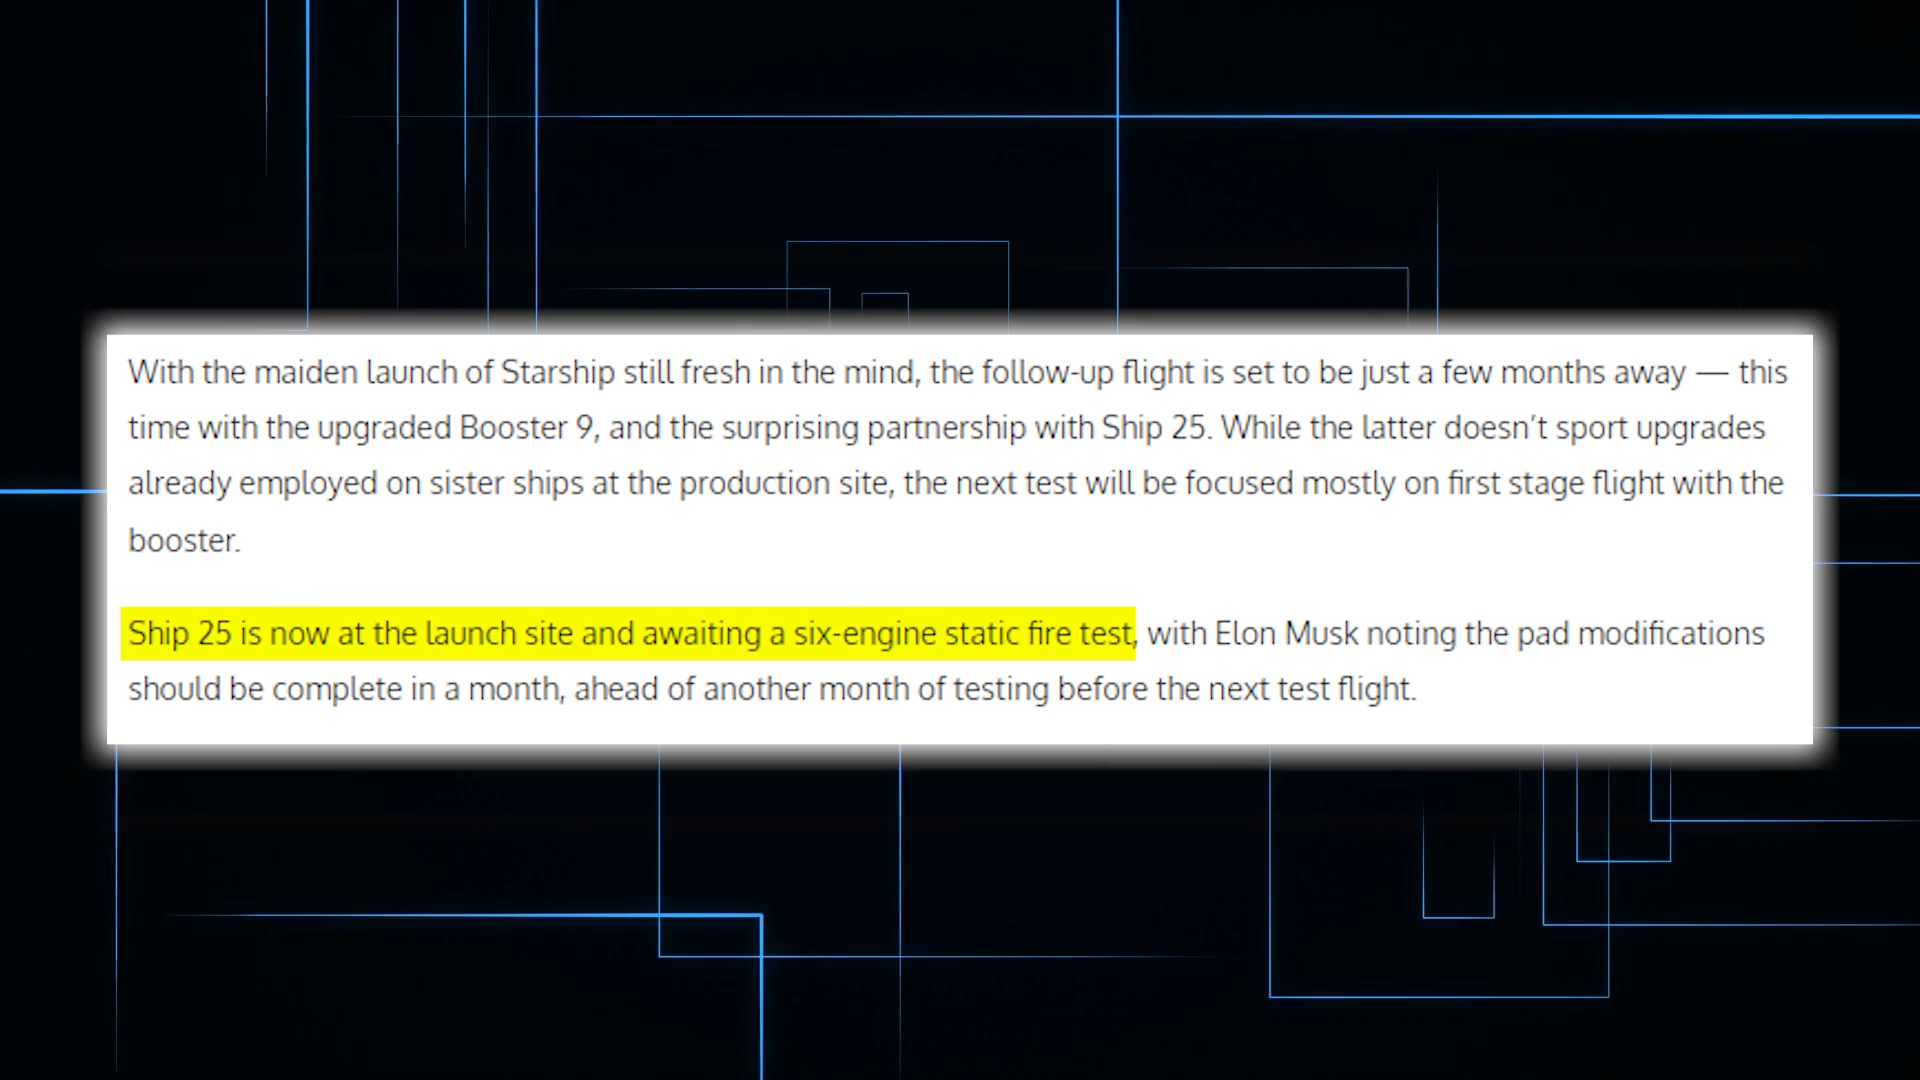 With the maiden launch of Starship still fresh in the mind, the follow-up flight is set to be just a few months away — this
time with the upgraded Booster 9, and the surprising partnership with Ship 25. While the latter doesn’t sport upgrades
already employed on sister ships at the production site, the next test will be focused mostly on first stage flight with the
booster.
Ship 25 is now at the launch site and awaiting a six-engine static fire test, with Elon Musk noting the pad modifications
should be complete in a month, ahead of another month of testing before the next test flight.